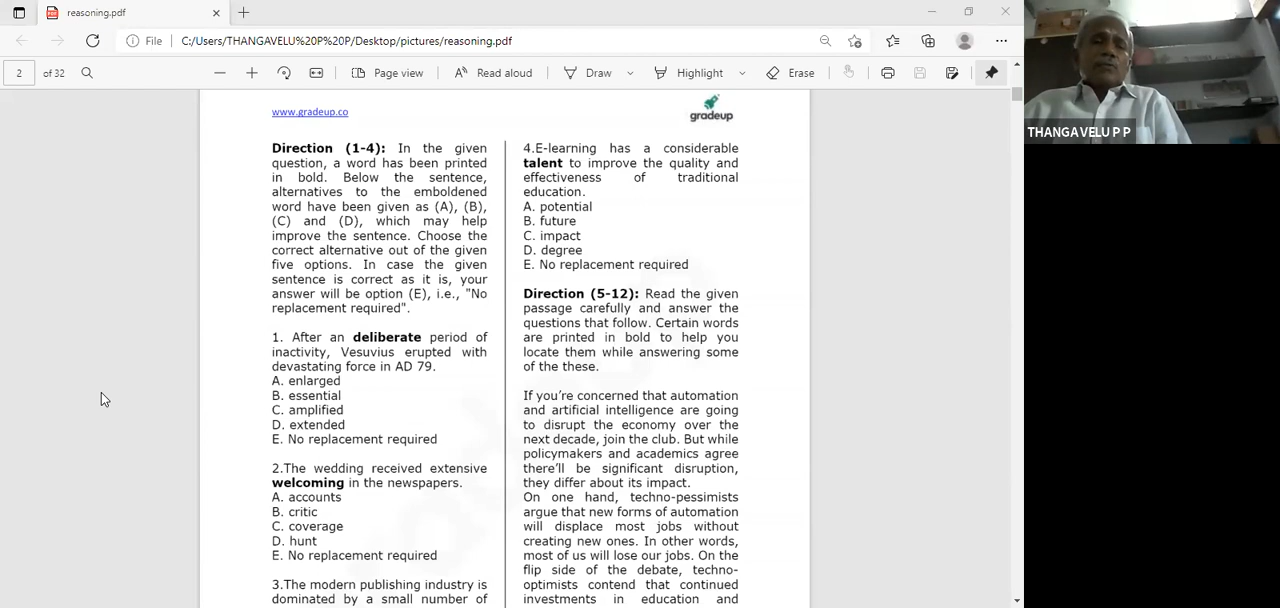 reasoning.pdf
File
C:/Users/THANGAVELU%20P%20P/Desktop/pictures/reasoning.pdf
2
of 32
Page view
Read aloud
Draw
Highlight
Erase
THANGAVELU P P
www.gradeup.co
gradeup
Direction (1-4): In the given
question, a word has been printed
in bold. Below the sentence,
alternatives to the emboldened
word have been given as (A), (B),
(C) and (D), which may help
improve the sentence. Choose the
correct alternative out of the given
five options. In case the given
sentence is correct as it is, your
answer will be option (E), i.e., "No
replacement required".
1. After an deliberate period of
inactivity, Vesuvius erupted with
devastating force in AD 79.
A. enlarged
B. essential
C. amplified
D. extended
E. No replacement required
2.The wedding received extensive
welcoming in the newspapers.
A. accounts
B. critic
C. coverage
D. hunt
E. No replacement required
3.The modern publishing industry is
dominated by a small number of
4.E-learning has a considerable
talent to improve the quality and
effectiveness of traditional
education.
A. potential
B. future
C. impact
D. degree
E. No replacement required
Direction (5-12): Read the given
passage carefully and answer the
questions that follow. Certain words
are printed in bold to help you
locate them while answering some
of the these.
If you're concerned that automation
and artificial intelligence are going
to disrupt the economy over the
next decade, join the club. But while
policymakers and academics agree
there'll be significant disruption,
they differ about its impact.
On one hand, techno-pessimists
argue that new forms of automation
will displace most jobs without
creating new ones. In other words,
most of us will lose our jobs. On the
flip side of the debate, techno-
optimists contend that continued
investments in education and